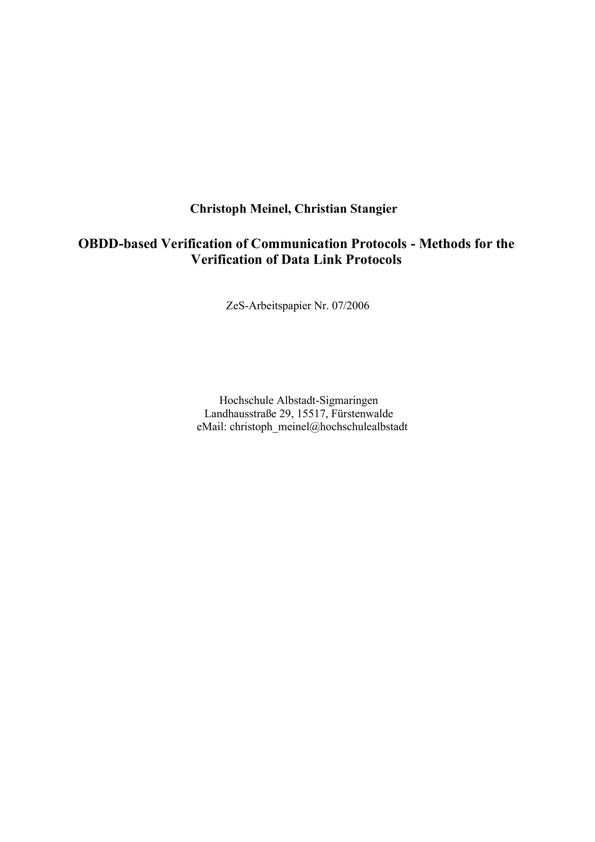 Christoph Meinel, Christian Stangier
OBDD-based Verification of Communication Protocols - Methods for the
Verification of Data Link Protocols
ZeS-Arbeitspapier Nr. 07/2006
Hochschule Albstadt-Sigmaringen
Landhausstraße 29, 15517, Fürstenwalde
eMail: christoph_meinel@hochschulealbstadt